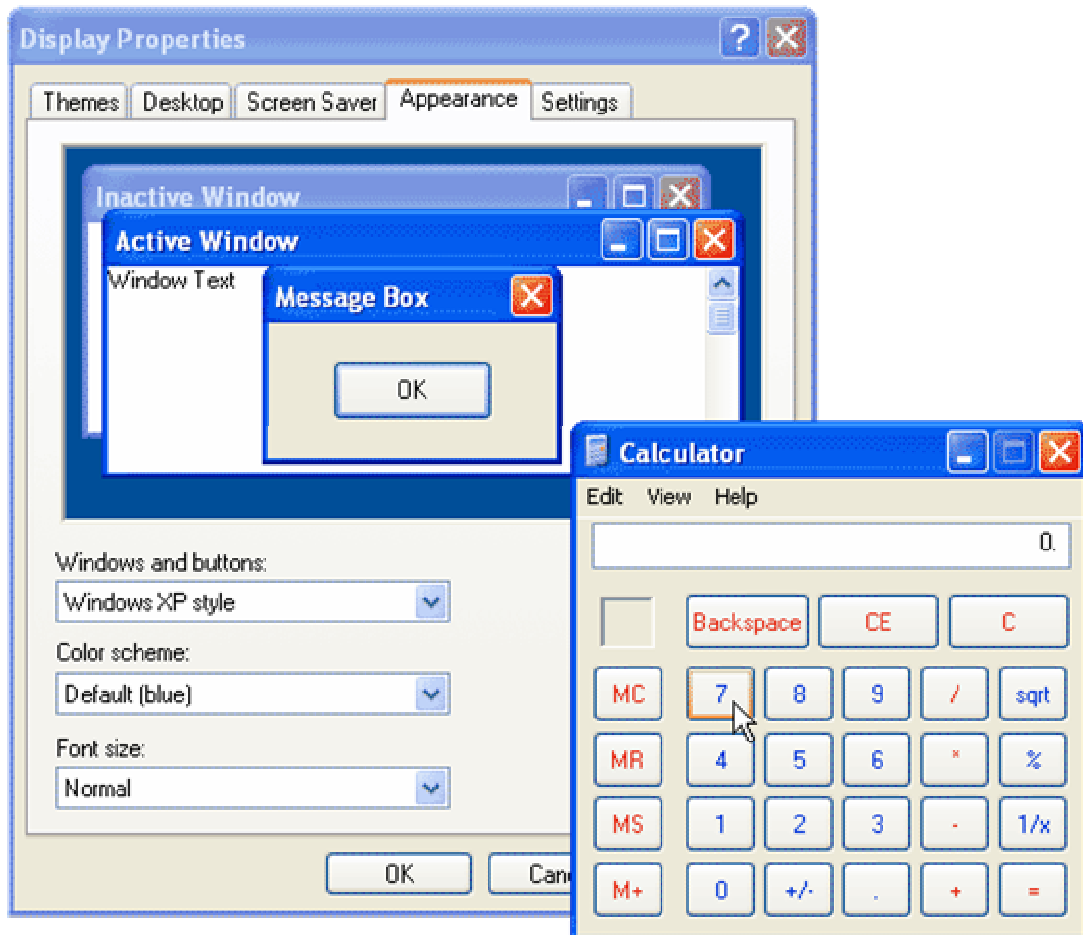 Display Properties
Themes Desktop Screen Saver Appearance Settings
Inactive Window
Active Window
Window Text
Message Box
OK
Windows and buttons:
Windows XP style
Color scheme:
Default (blue)
Font size:
Normal
OK
Calculator
Edit View Help
0.
Backspace CE C
MC 7 8 9 / sqrt
MR 4 5 6 * %
MS 1 2 3 - 1/x
M+ 0 +/- . + =